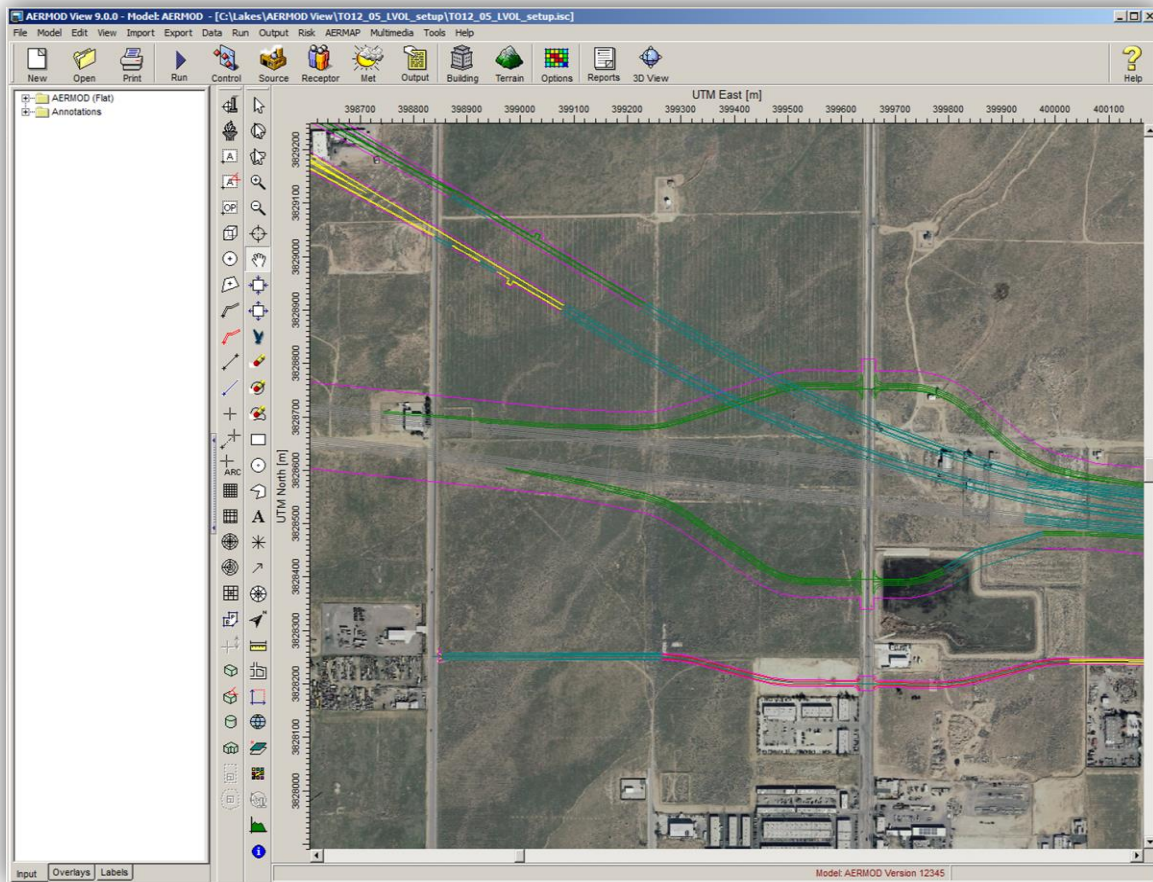 AERMOD View 9.0.0 - Model: AERMOD - [C:\Lakes\AERMOD View\TO12_05_LVOL_setup\TO12_05_LVOL_setup.isc]
File Model Edit View Import Export Data Run Output Risk AERMAP Multimedia Tools Help
New Open Print Run Control Source Receptor Met Output Building Terrain Options Reports 3D View Help
AERMOD (Flat)
Annotations
A
A
OP
ARC
A
UTM East [m]
398700 398800 398900 399000 399100 399200 399300 399400 399500 399600 399700 399800 399900 400000 400100
UTM North [m]
3829200
3829100
3829000
3828900
3828800
3828700
3828600
3828500
3828400
3828300
3828200
3828100
3828000
Input Overlays Labels
Model: AERMOD Version 12345